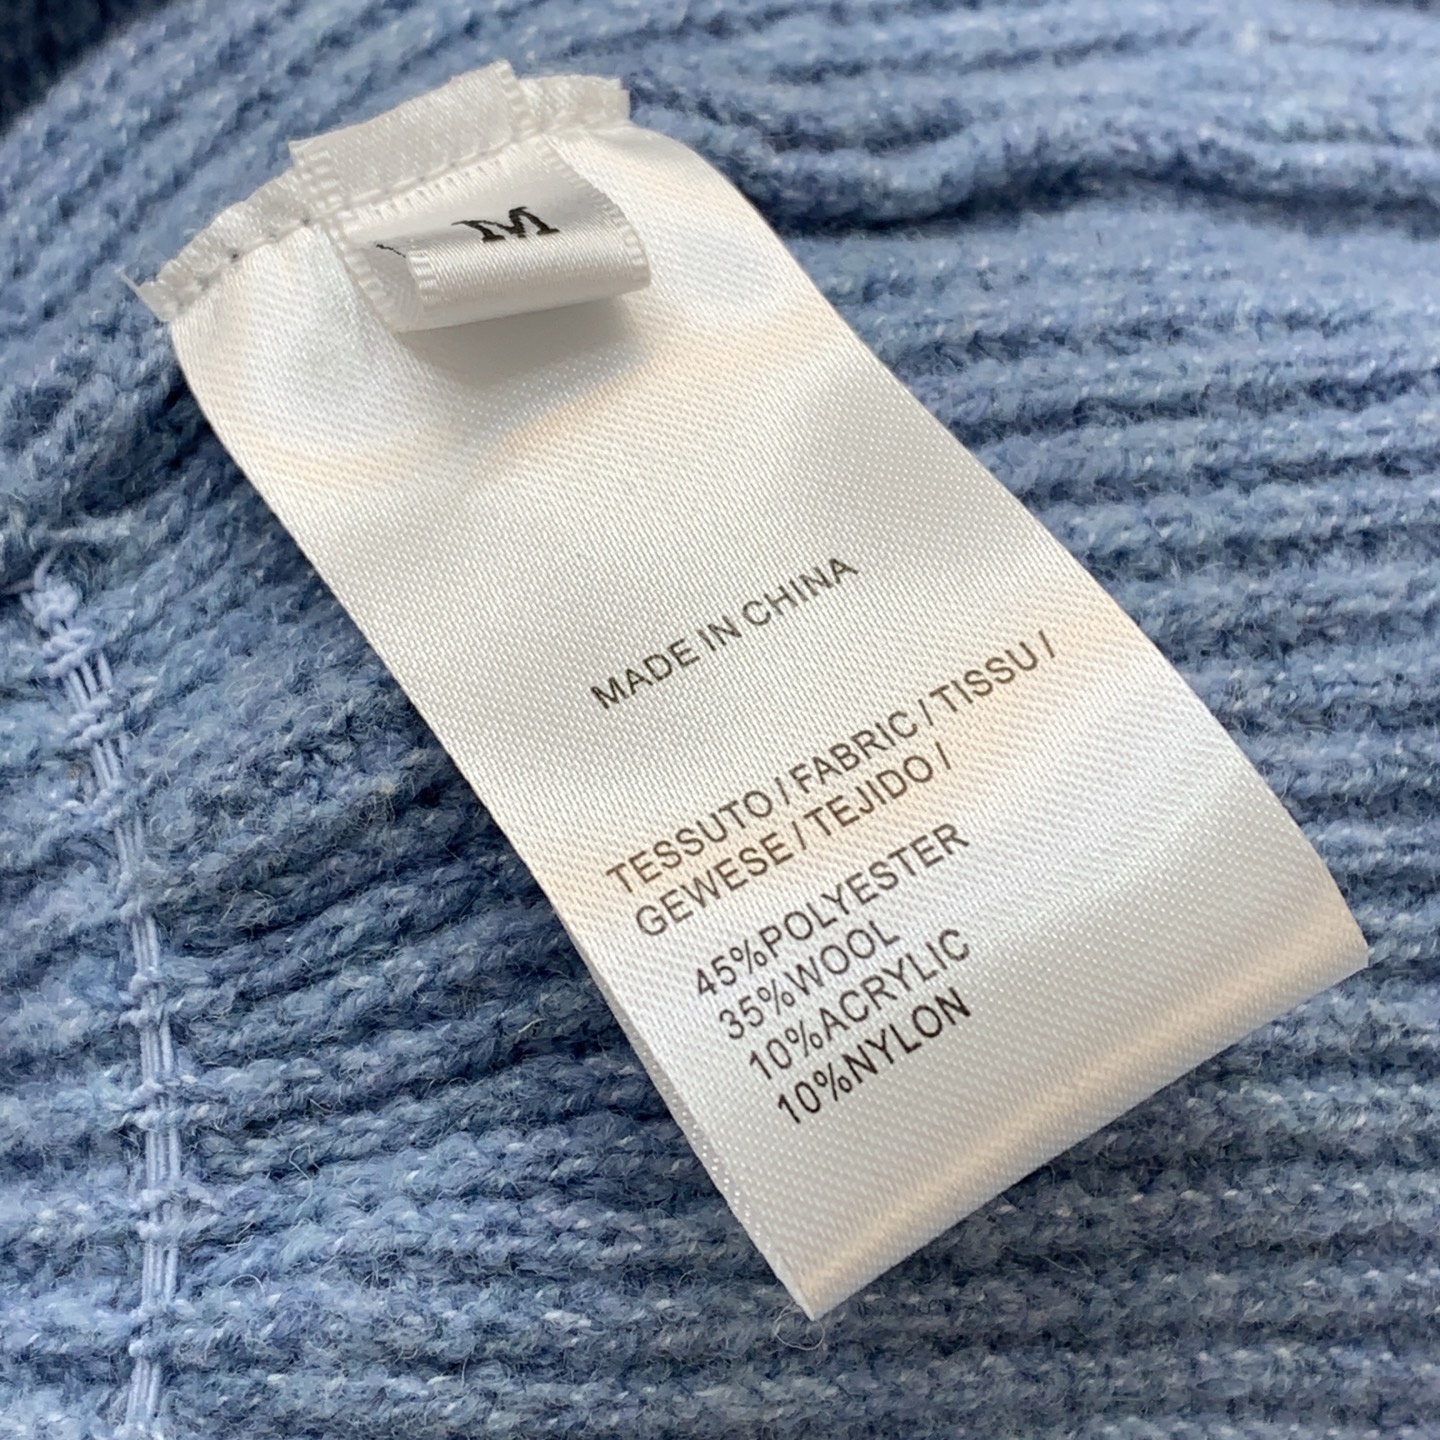 M
MADE IN CHINA
TESSUTO / FABRIC / TISSU /
GEWESE / TEJIDO /
45%POLYESTER
35%WOOL
10%ACRYLIC
10%NYLON